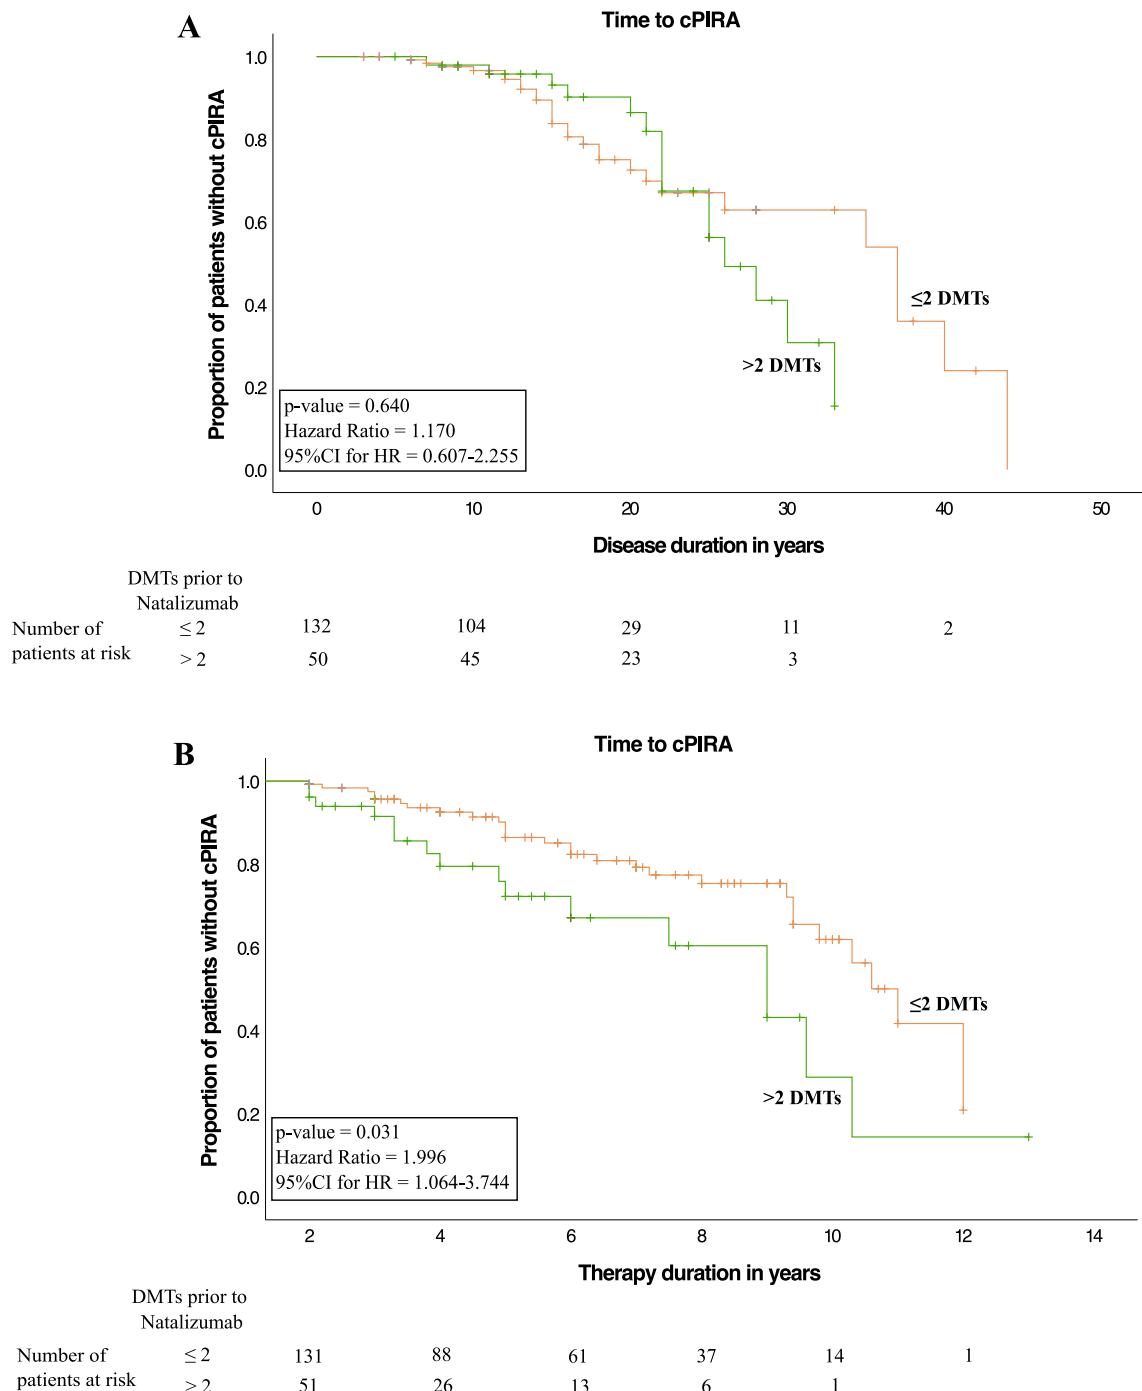 A
Time to cPIRA
Proportion of patients without cPIRA
1.0
0.8
0.6
0.4
0.2
0.0
≤2 DMTs
>2 DMTs
p-value = 0.640
Hazard Ratio = 1.170
95%CI for HR = 0.607-2.255
0 10 20 30 40 50
Disease duration in years
DMTs prior to
Natalizumab
Number of
patients at risk
≤ 2 132 104 29 11 2
> 2 50 45 23 3
B
Time to cPIRA
Proportion of patients without cPIRA
1.0
0.8
0.6
0.4
0.2
0.0
≤2 DMTs
>2 DMTs
p-value = 0.031
Hazard Ratio = 1.996
95%CI for HR = 1.064-3.744
2 4 6 8 10 12 14
Therapy duration in years
DMTs prior to
Natalizumab
Number of
patients at risk
≤ 2 131 88 61 37 14 1
> 2 51 26 13 6 1